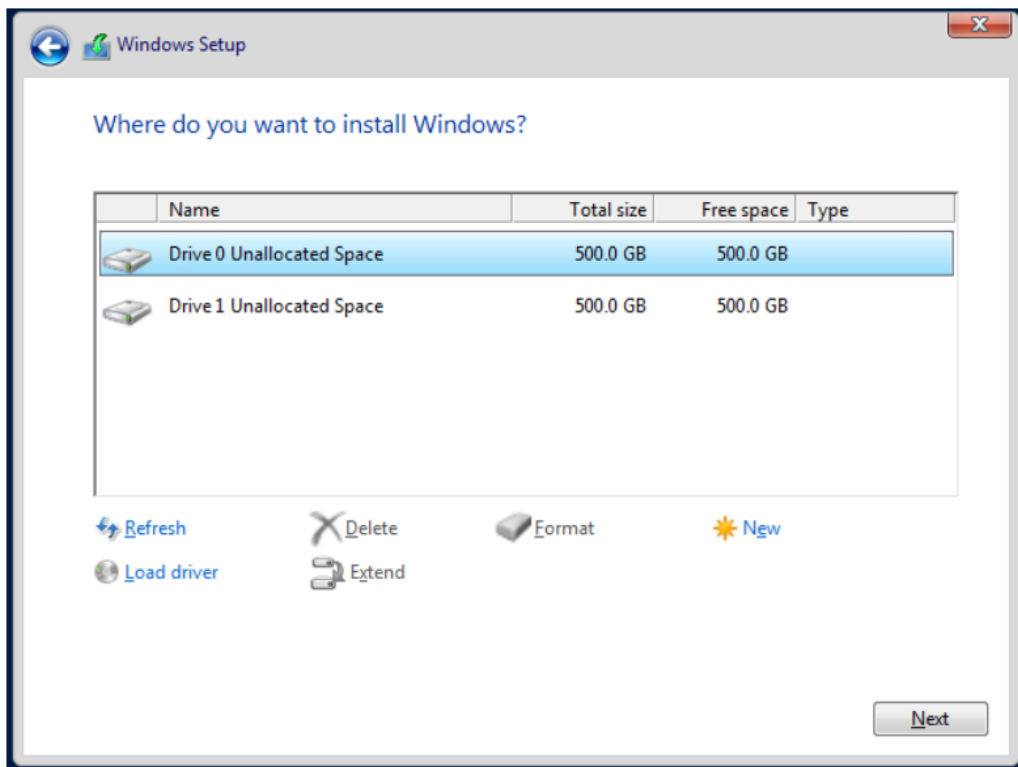 Windows Setup
Where do you want to install Windows?
Name Total size Free space Type
Drive 0 Unallocated Space 500.0 GB 500.0 GB
Drive 1 Unallocated Space 500.0 GB 500.0 GB
Refresh Delete Format New
Load driver Extend
Next